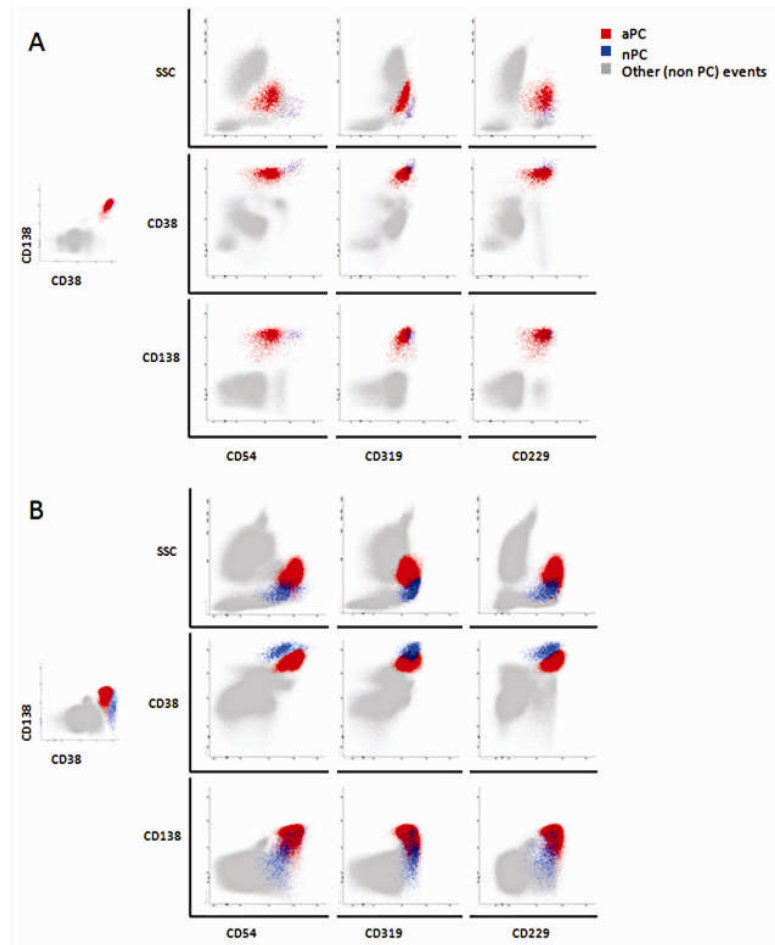 A
aPC
nPC
Other (non PC) events
SSC
CD38
CD138
CD138
CD38
CD54
CD319
CD229
B
SSC
CD38
CD138
CD138
CD38
CD54
CD319
CD229